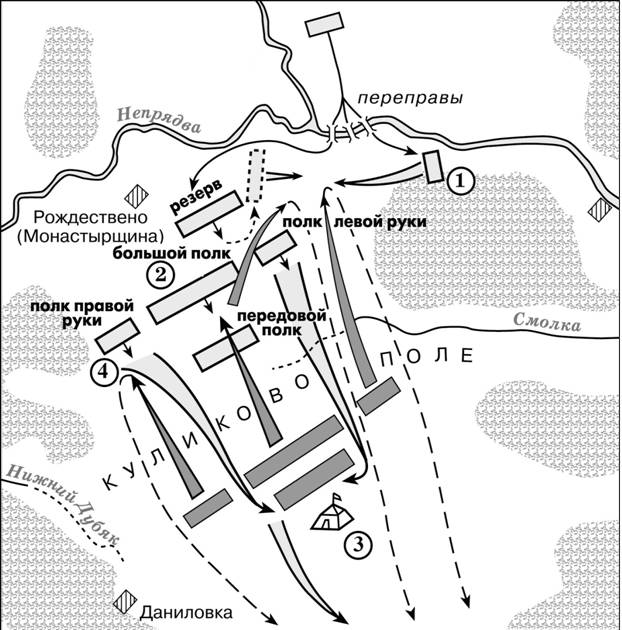 переправы
Непрядва
1
резерв
Рождествено
(Монастырщина)
полк левой руки
большой полк
2
полк правой
руки
передовой
полк
Смолка
4
КУЛИКОВО ПОЛЕ
Нижний Дубяк
3
Даниловка